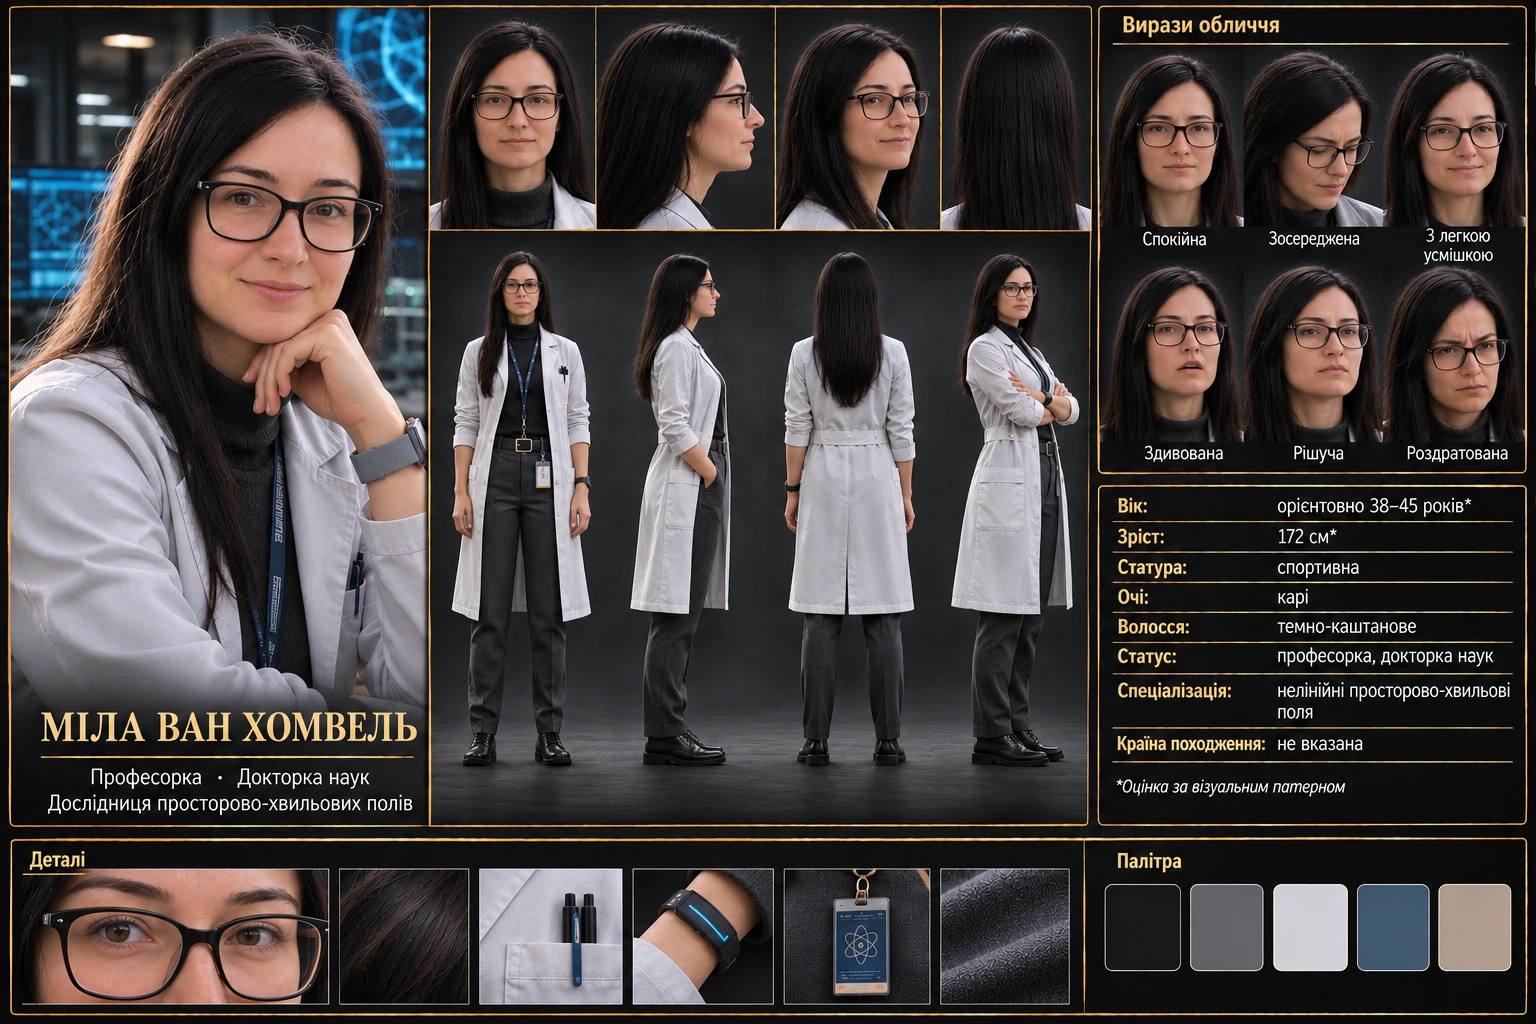 МІЛА ВАН ХОМВЕЛЬ
Професорка · Докторка наук
Дослідниця просторово-хвильових полів
Вирази обличчя
Спокійна
Зосереджена
З легкою
усмішкою
Здивована
Рішуча
Роздратована
Вік: орієнтовно 38–45 років*
Зріст: 172 см*
Статура: спортивна
Очі: карі
Волосся: темно-каштанове
Статус: професорка, докторка наук
Спеціалізація: нелінійні просторово-хвильові
поля
Країна походження: не вказана
*Оцінка за візуальним патерном
Деталі
Палітра